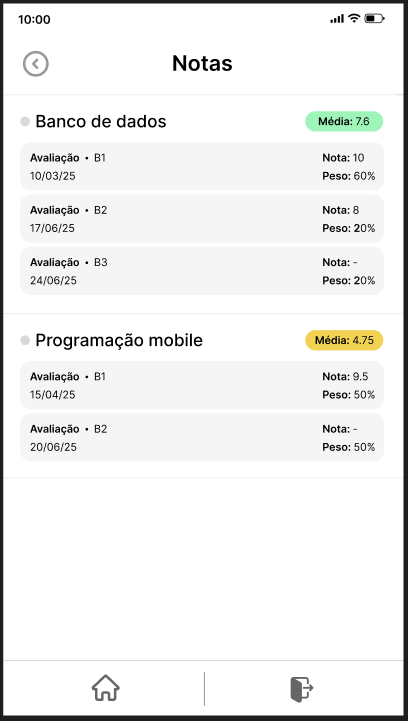 10:00
Notas
Banco de dados
Média: 7.6
Avaliação • B1
Nota: 10
10/03/25
Peso: 60%
Avaliação • B2
Nota: 8
17/06/25
Peso: 20%
Avaliação • B3
Nota: -
24/06/25
Peso: 20%
Programação mobile
Média: 4.75
Avaliação • B1
Nota: 9.5
15/04/25
Peso: 50%
Avaliação • B2
Nota: -
20/06/25
Peso: 50%